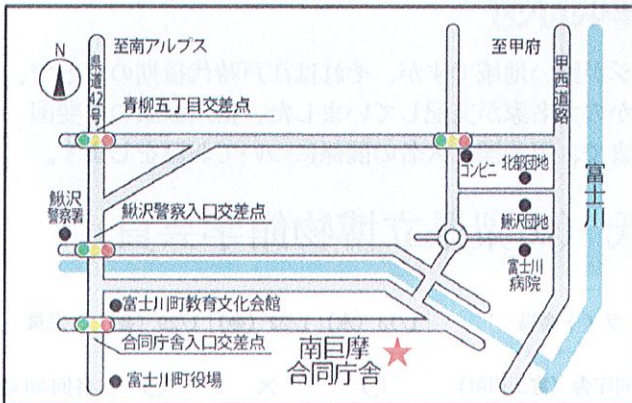 N
至南アルプス
県道42号
青柳五丁目交差点
至甲府
甲西道路
富士川
コンビニ
北部団地
鰍沢団地
富士川
病院
鰍沢
警察署
鰍沢警察入口交差点
富士川町教育文化会館
合同庁舎入口交差点
富士川町役場
南巨摩
合同庁舎